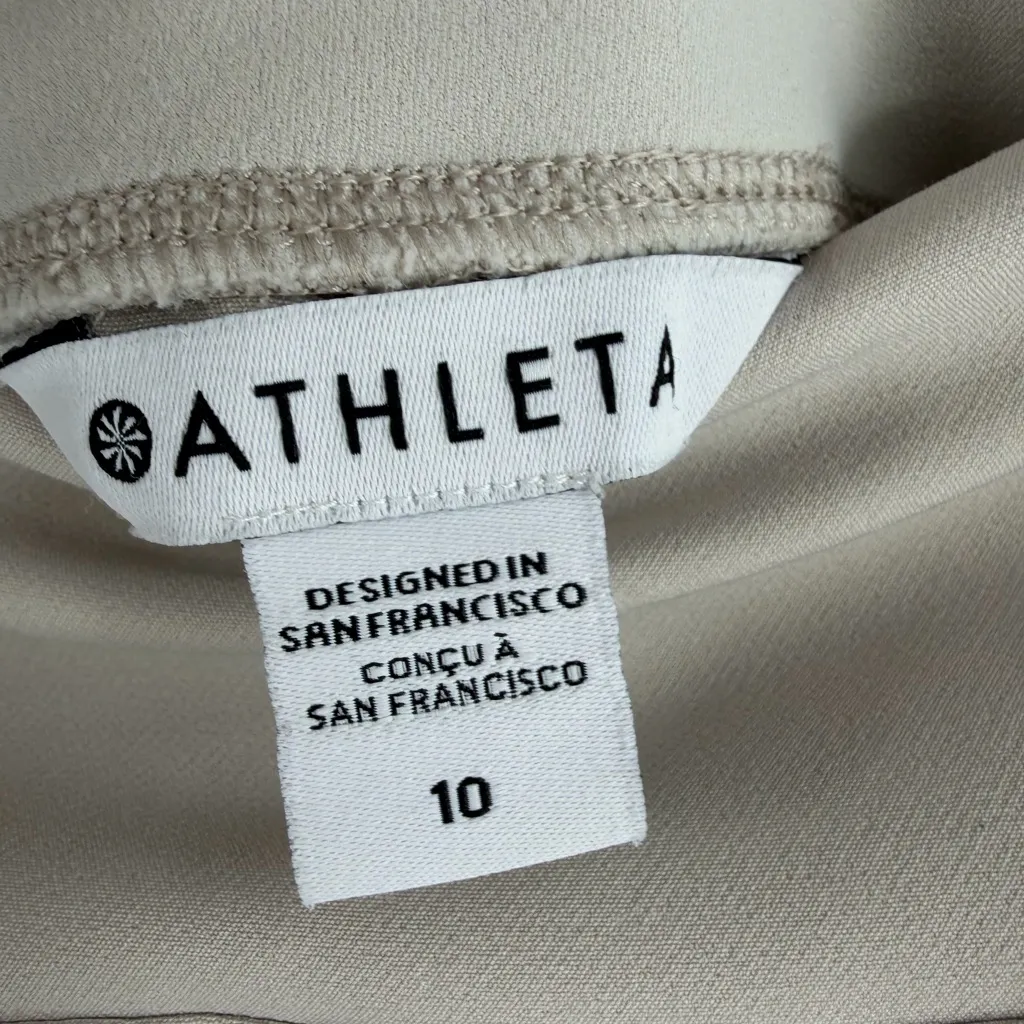 ATHLETA
DESIGNED IN
SAN FRANCISCO
CONÇU À
SAN FRANCISCO
10